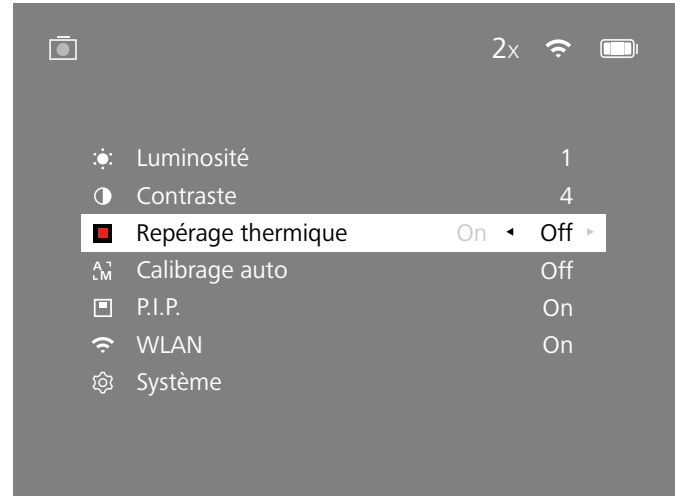 2x
Luminosité 1
Contraste 4
Repérage thermique On Off
Calibrage auto Off
P.I.P. On
WLAN On
Système